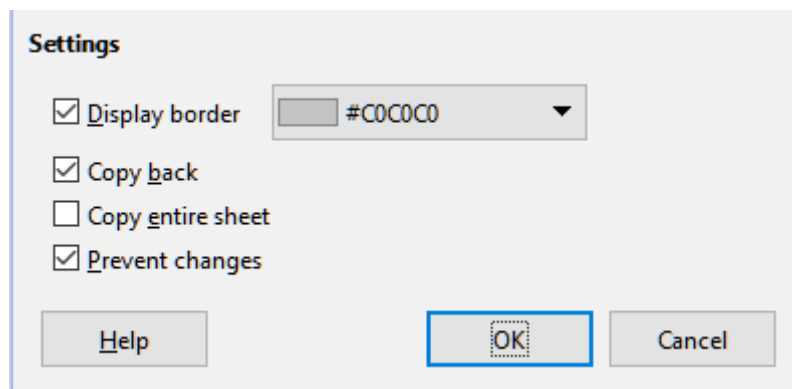 Settings
Display border #C0C0C0
Copy back
Copy entire sheet
Prevent changes
Help OK Cancel